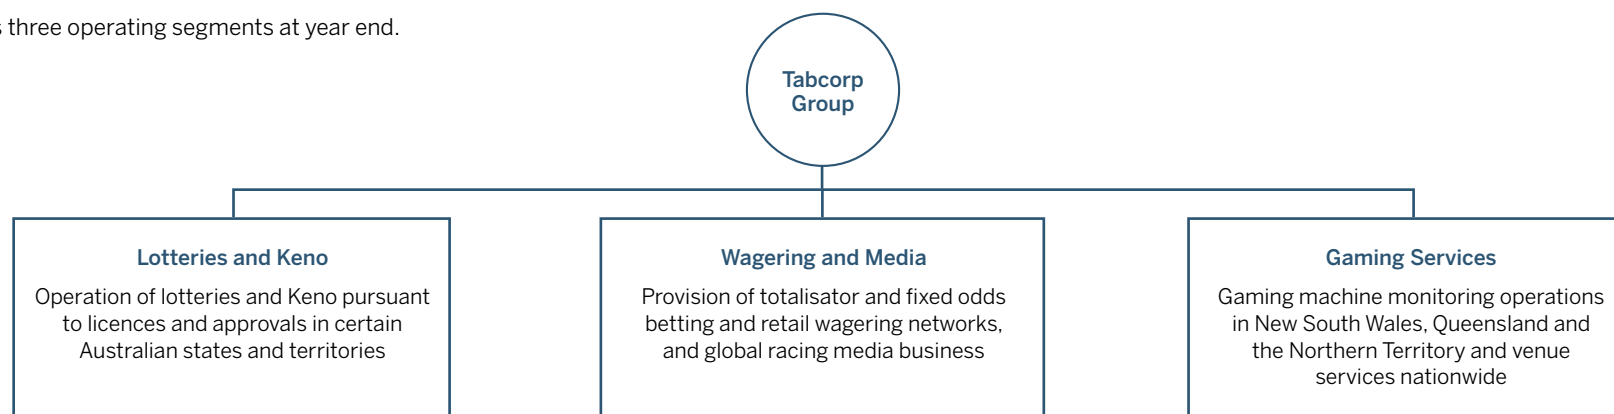 three operating segments at year end.
Tabcorp
Group
Lotteries and Keno
Operation of lotteries and Keno pursuant
to licences and approvals in certain
Australian states and territories
Wagering and Media
Provision of totalisator and fixed odds
betting and retail wagering networks,
and global racing media business
Gaming Services
Gaming machine monitoring operations
in New South Wales, Queensland and
the Northern Territory and venue
services nationwide